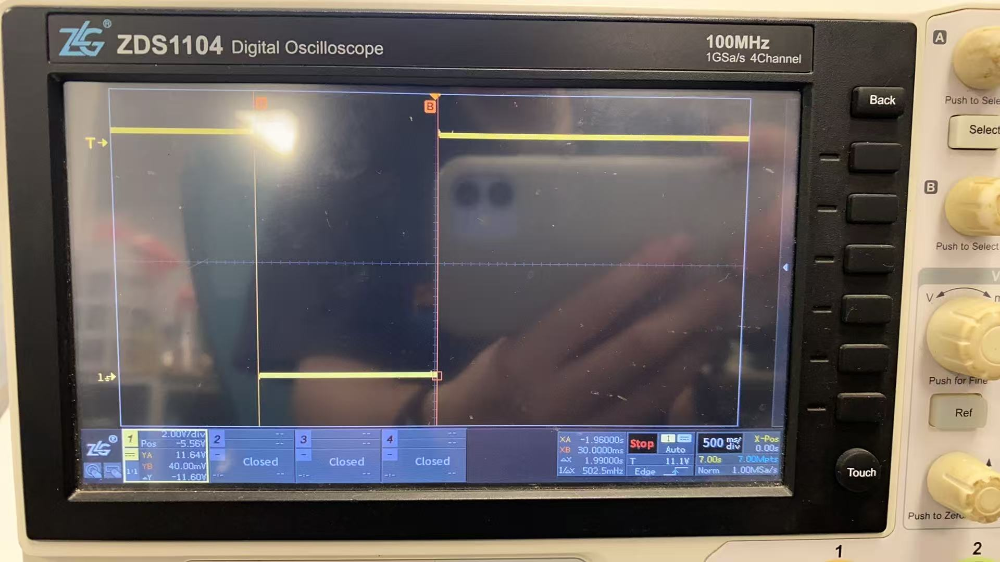 ZLG® ZDS1104 Digital Oscilloscope
100MHz
1GSa/s 4Channel
A
Push to Sele
Back
Select
B
T
B
Push to Select
V
V
Push for Fine
Ref
1
ZLG®
1 2.00V/div
Pos -5.56V
YA 11.64V
YB 40.00mV
1:1 △Y -11.60V
2 -- --
Closed
-:- --
3 -- --
Closed
-:- --
4 -- --
Closed
-:- --
XA -1.96000s
XB 30.0000ms
△X 1.99000s
1/△X 502.5mHz
Stop 1 Auto
T 11.1V
Edge
500 ms/div X-Pos 0.00s
7.00s 7.00Mpts
Norm 1.00MSa/s
Touch
Push to Zero
1
2